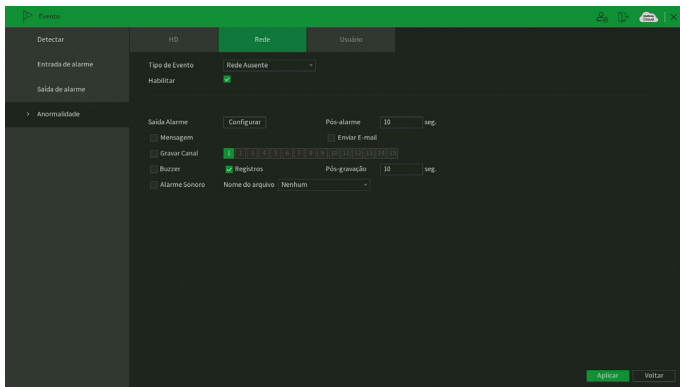 Evento
Detectar
HD
Rede
Usuário
Entrada de alarme
Tipo de Evento
Rede Ausente
Habilitar
Saída de alarme
Anormalidade
Saída Alarme
Configurar
Pós-alarme
10
seg.
Mensagem
Enviar E-mail
Gravar Canal
1 2 3 4 5 6 7 8 9 10 11 12 13 14 15
Buzzer
Registros
Pós-gravação
10
seg.
Alarme Sonoro
Nome do arquivo
Nenhum
Aplicar
Voltar